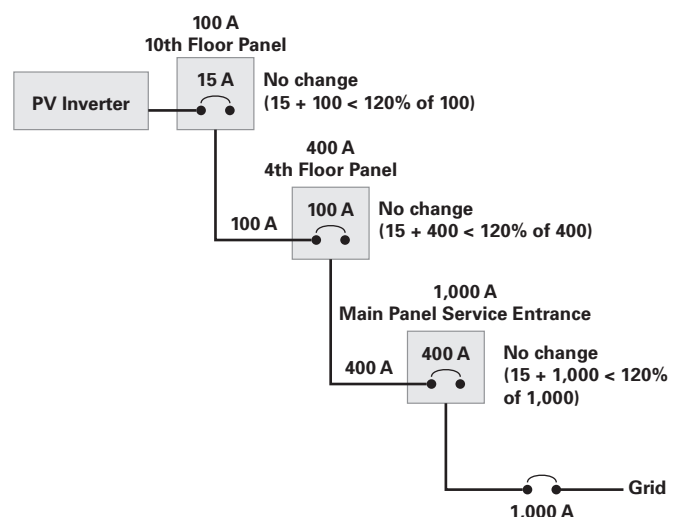 100 A
10th Floor Panel
PV Inverter
15 A
No change
(15 + 100 < 120% of 100)
400 A
4th Floor Panel
100 A
100 A
No change
(15 + 400 < 120% of 400)
1,000 A
Main Panel Service Entrance
400 A
400 A
No change
(15 + 1,000 < 120%
of 1,000)
Grid
1,000 A